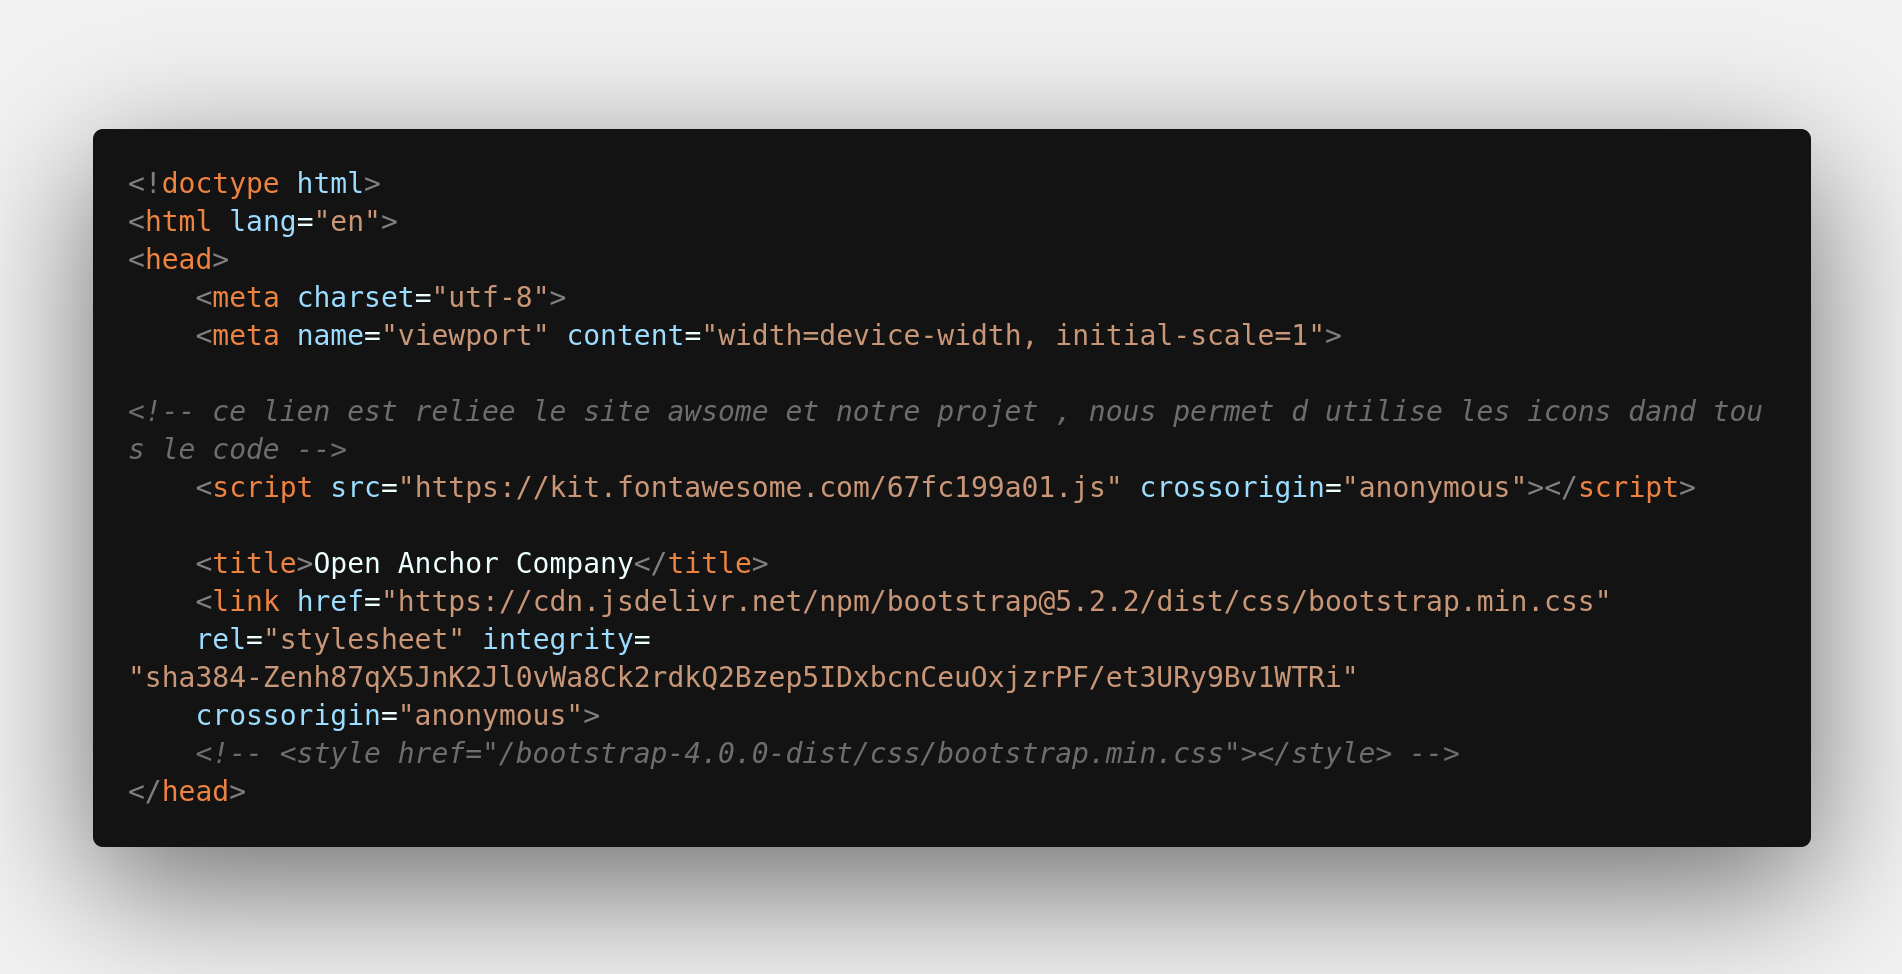 <!doctype html>
<html lang="en">
<head>
    <meta charset="utf-8">
    <meta name="viewport" content="width=device-width, initial-scale=1">

<!-- ce lien est reliee le site awsome et notre projet , nous permet d utilise les icons dand tou
s le code -->
    <script src="https://kit.fontawesome.com/67fc199a01.js" crossorigin="anonymous"></script>

    <title>Open Anchor Company</title>
    <link href="https://cdn.jsdelivr.net/npm/bootstrap@5.2.2/dist/css/bootstrap.min.css"
    rel="stylesheet" integrity=
"sha384-Zenh87qX5JnK2Jl0vWa8Ck2rdkQ2Bzep5IDxbcnCeuOxjzrPF/et3URy9Bv1WTRi"
    crossorigin="anonymous">
    <!-- <style href="/bootstrap-4.0.0-dist/css/bootstrap.min.css"></style> -->
</head>